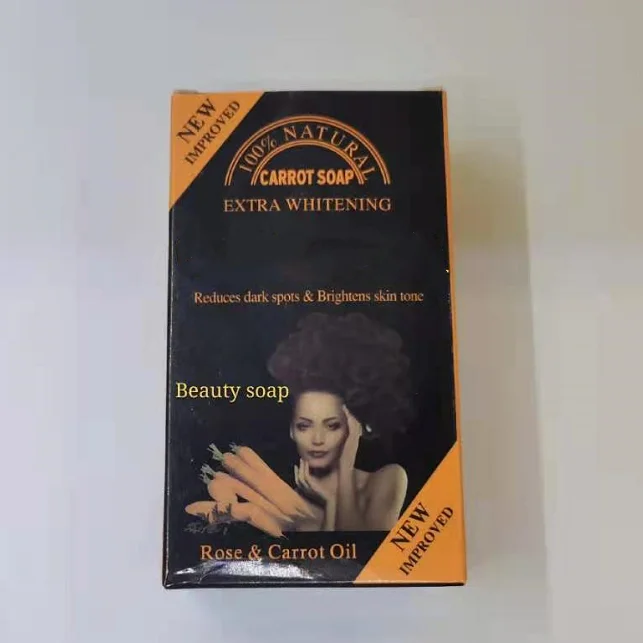 NEW
IMPROVED
100% NATURAL
CARROT SOAP
EXTRA WHITENING
Reduces dark spots & Brightens skin tone
Beauty soap
Rose & Carrot Oil
NEW
IMPROVED